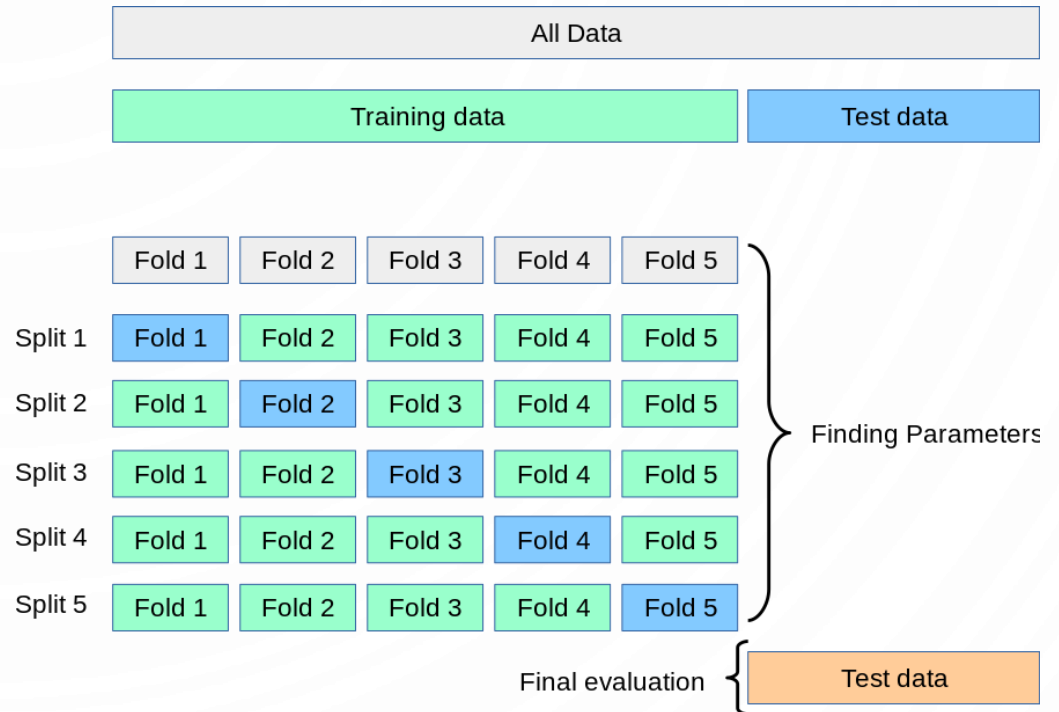 All Data
Training data Test data
Fold 1 Fold 2 Fold 3 Fold 4 Fold 5
Split 1 Fold 1 Fold 2 Fold 3 Fold 4 Fold 5
Split 2 Fold 1 Fold 2 Fold 3 Fold 4 Fold 5
Finding Parameters
Split 3 Fold 1 Fold 2 Fold 3 Fold 4 Fold 5
Split 4 Fold 1 Fold 2 Fold 3 Fold 4 Fold 5
Split 5 Fold 1 Fold 2 Fold 3 Fold 4 Fold 5
Final evaluation Test data